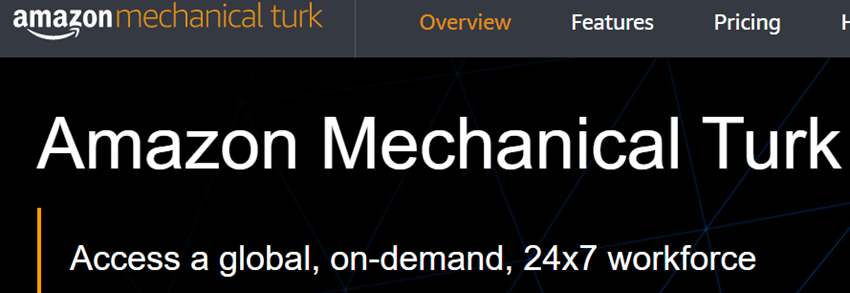 amazon mechanical turk
Overview Features Pricing H
Amazon Mechanical Turk
Access a global, on-demand, 24x7 workforce